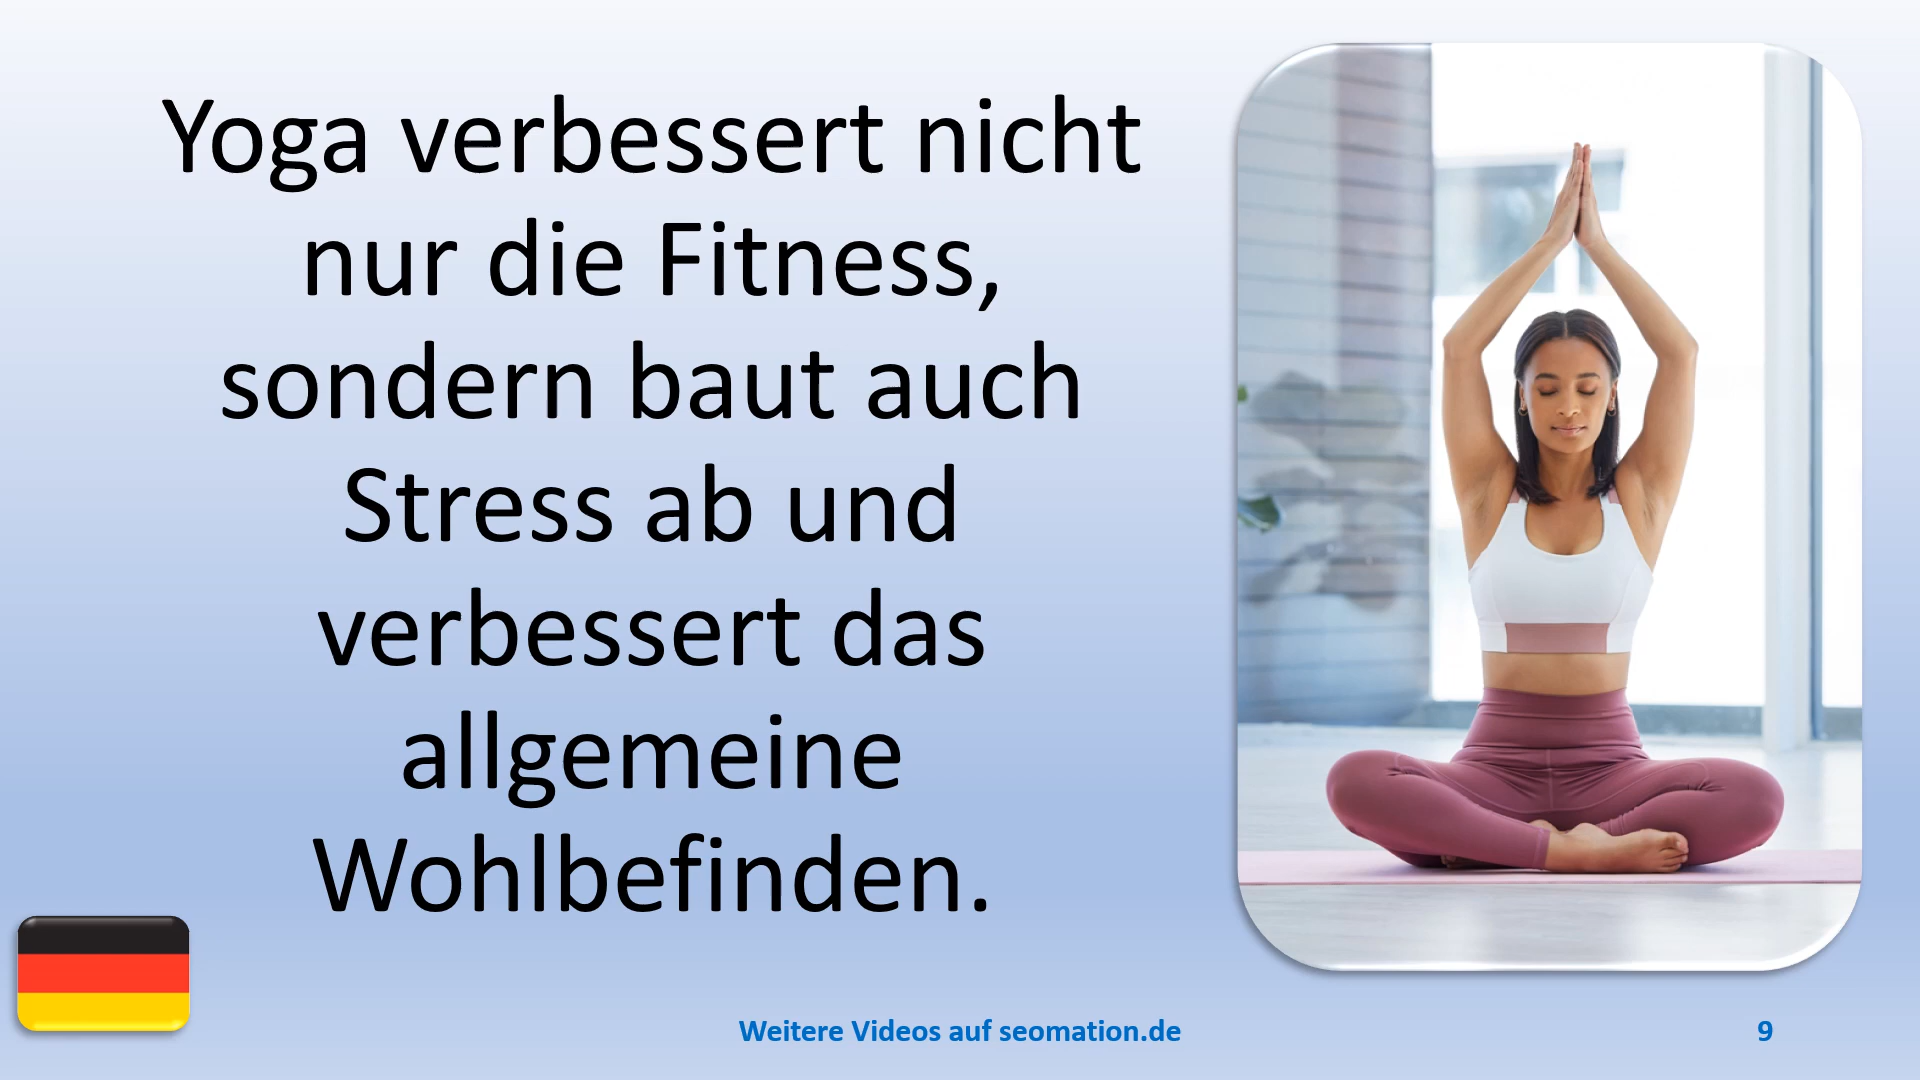 Yoga verbessert nicht
nur die Fitness,
sondern baut auch
Stress ab und
verbessert das
allgemeine
Wohlbefinden.
Weitere Videos auf seomation.de
9